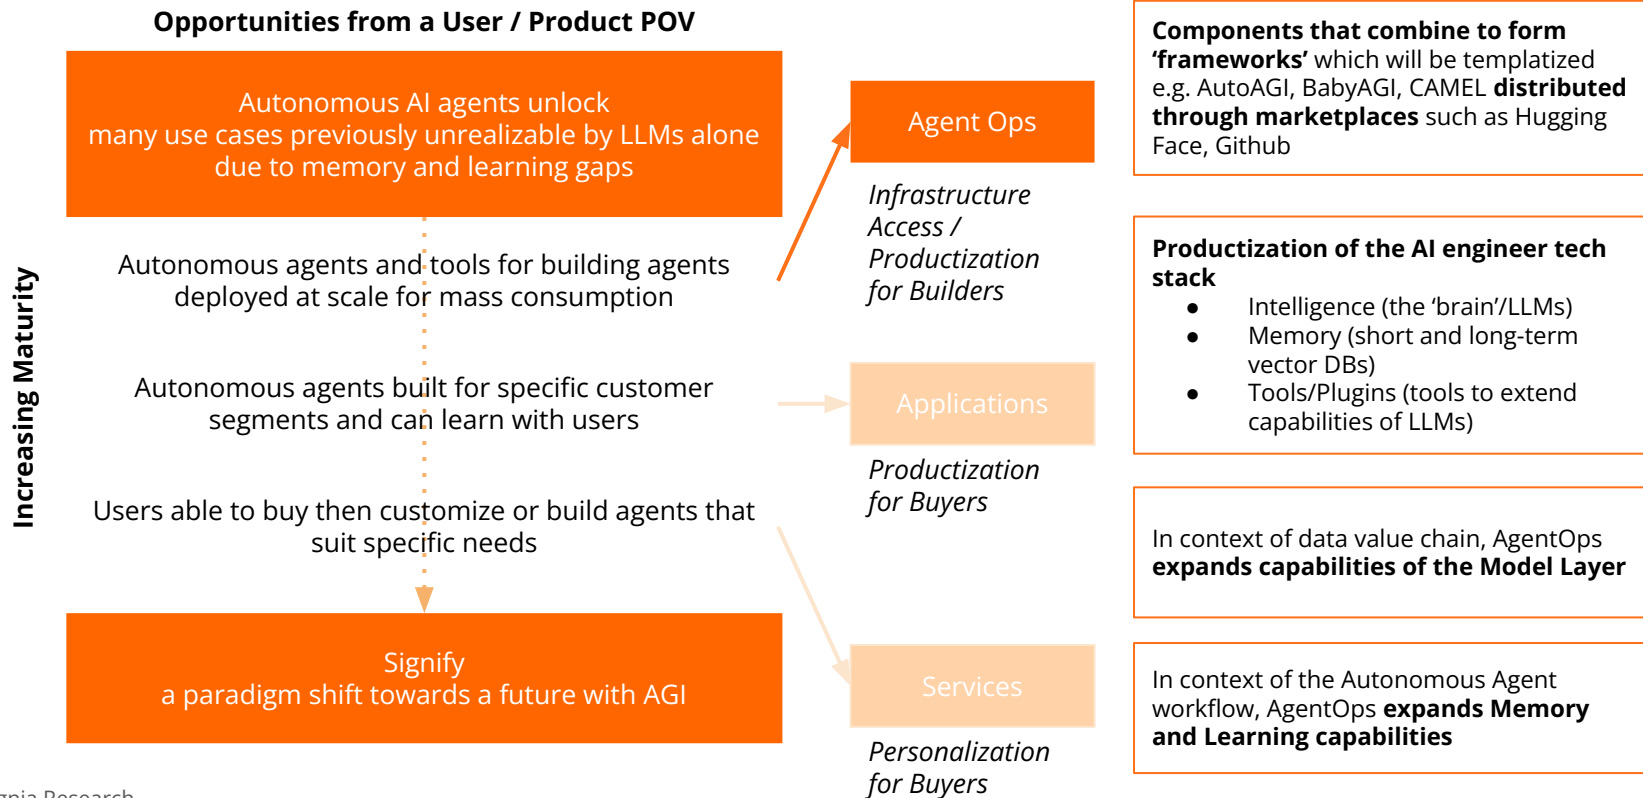 Opportunities from a User / Product POV
Increasing Maturity
Autonomous AI agents unlock
many use cases previously unrealizable by LLMs alone
due to memory and learning gaps
Autonomous agents and tools for building agents
deployed at scale for mass consumption
Autonomous agents built for specific customer
segments and can learn with users
Users able to buy then customize or build agents that
suit specific needs
Signify
a paradigm shift towards a future with AGI
Agent Ops
Infrastructure
Access /
Productization
for Builders
Applications
Productization
for Buyers
Services
Personalization
for Buyers
Components that combine to form
‘frameworks’ which will be templatized
e.g. AutoAGI, BabyAGI, CAMEL distributed
through marketplaces such as Hugging
Face, Github
Productization of the AI engineer tech
stack
● Intelligence (the ‘brain’/LLMs)
● Memory (short and long-term
vector DBs)
● Tools/Plugins (tools to extend
capabilities of LLMs)
In context of data value chain, AgentOps
expands capabilities of the Model Layer
In context of the Autonomous Agent
workflow, AgentOps expands Memory
and Learning capabilities
Research